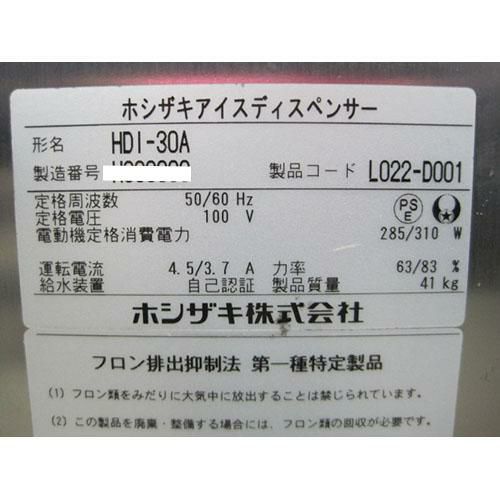 ホシザキアイスディスペンサー
形名 HDI-30A
製造番号 製品コード L022-D001
定格周波数 50/60 Hz
定格電圧 100 V
PS E
電動機定格消費電力 285/310 W
運転電流 4.5/3.7 A 力率 63/83 %
給水装置 自己認証 製品質量 41 kg
ホシザキ株式会社
フロン排出抑制法 第一種特定製品
(1) フロン類をみだりに大気中に放出することは禁じられています。
(2) この製品を廃棄・整備する場合には、フロン類の回収が必要です。